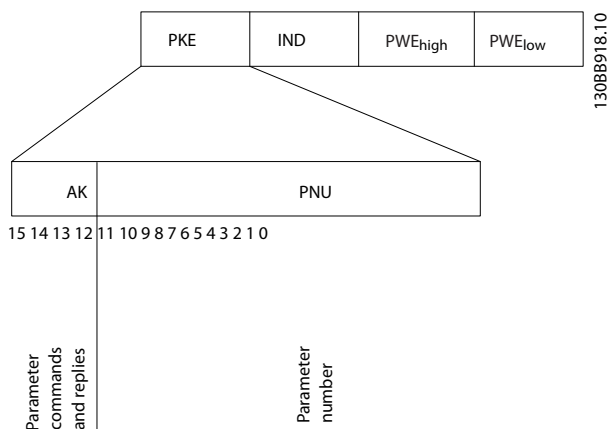 PKE IND PWEhigh PWElow
130BB918.10
AK PNU
15 14 13 12 11 10 9 8 7 6 5 4 3 2 1 0
Parameter
commands
and replies
Parameter
number